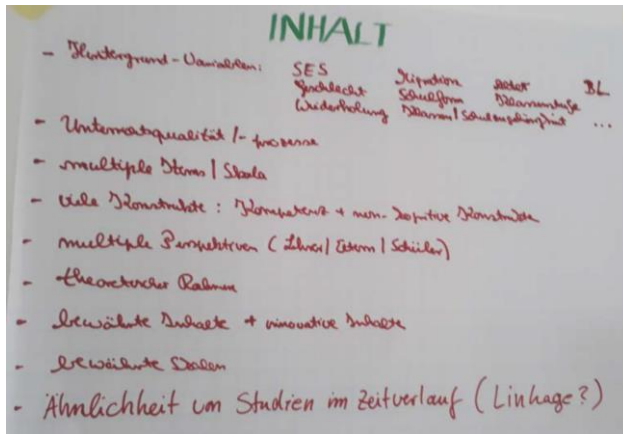 INHALT
- Hintergrund-Variablen: SES Migration Alter BL
Geschlecht Schulform Klassenstufe
Wiederholung Klassen/Schulzugehörigkeit ...
- Unterrichtsqualität/-prozesse
- multiple Items/Skala
- viele Konstrukte: Kompetenz + non-kognitive Konstrukte
- multiple Perspektiven (Lehrer/Eltern/Schüler)
- theoretischer Rahmen
- bewährte Inhalte + innovative Inhalte
- bewährte Skalen
- Ähnlichheit von Studien im Zeitverlauf (Linkage?)